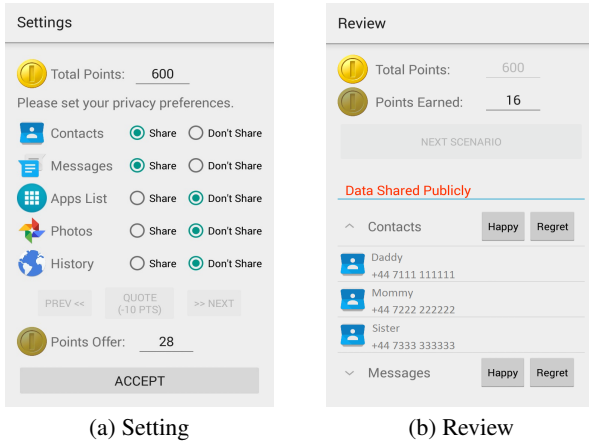 Settings
Total Points: 600
Please set your privacy preferences.
Contacts Share Don't Share
Messages Share Don't Share
Apps List Share Don't Share
Photos Share Don't Share
History Share Don't Share
PREV << QUOTE (-10 PTS) >> NEXT
Points Offer: 28
ACCEPT
(a) Setting
Review
Total Points: 600
Points Earned: 16
NEXT SCENARIO
Data Shared Publicly
Contacts Happy Regret
Daddy
+44 7111 111111
Mommy
+44 7222 222222
Sister
+44 7333 333333
Messages Happy Regret
(b) Review